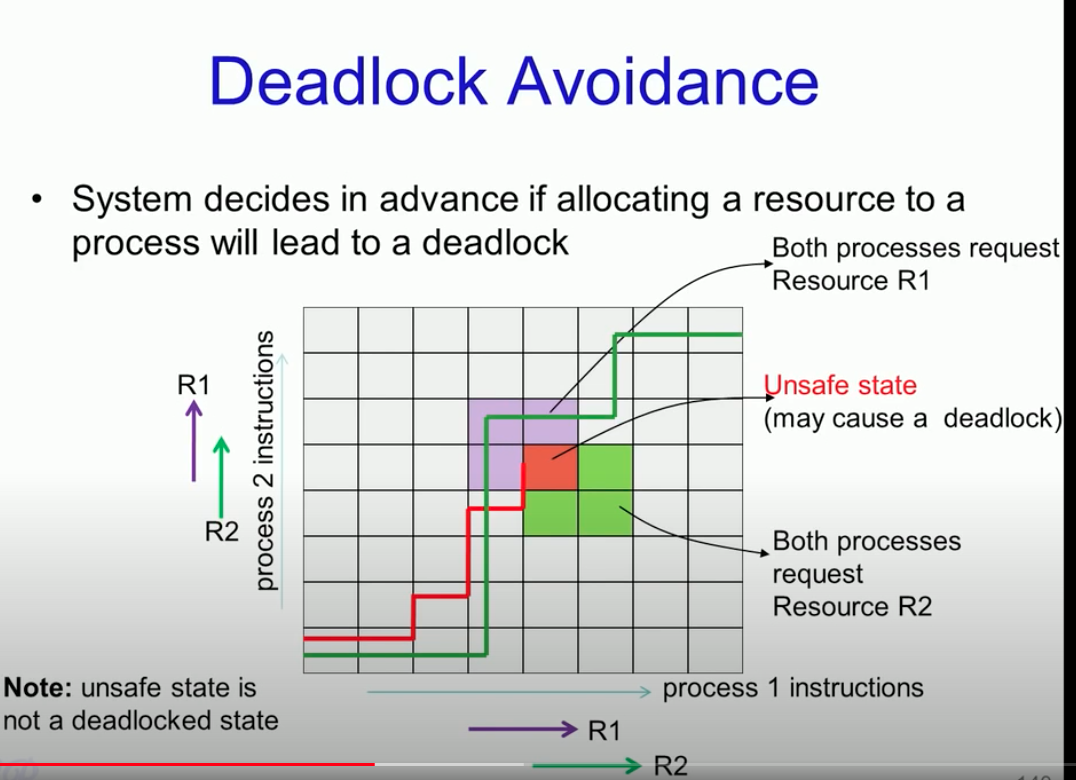 Deadlock Avoidance
• System decides in advance if allocating a resource to a
process will lead to a deadlock
Both processes request
Resource R1
Unsafe state
(may cause a deadlock)
Both processes
request
Resource R2
R1
R2
process 2 instructions
Note: unsafe state is
not a deadlocked state
process 1 instructions
R1
R2